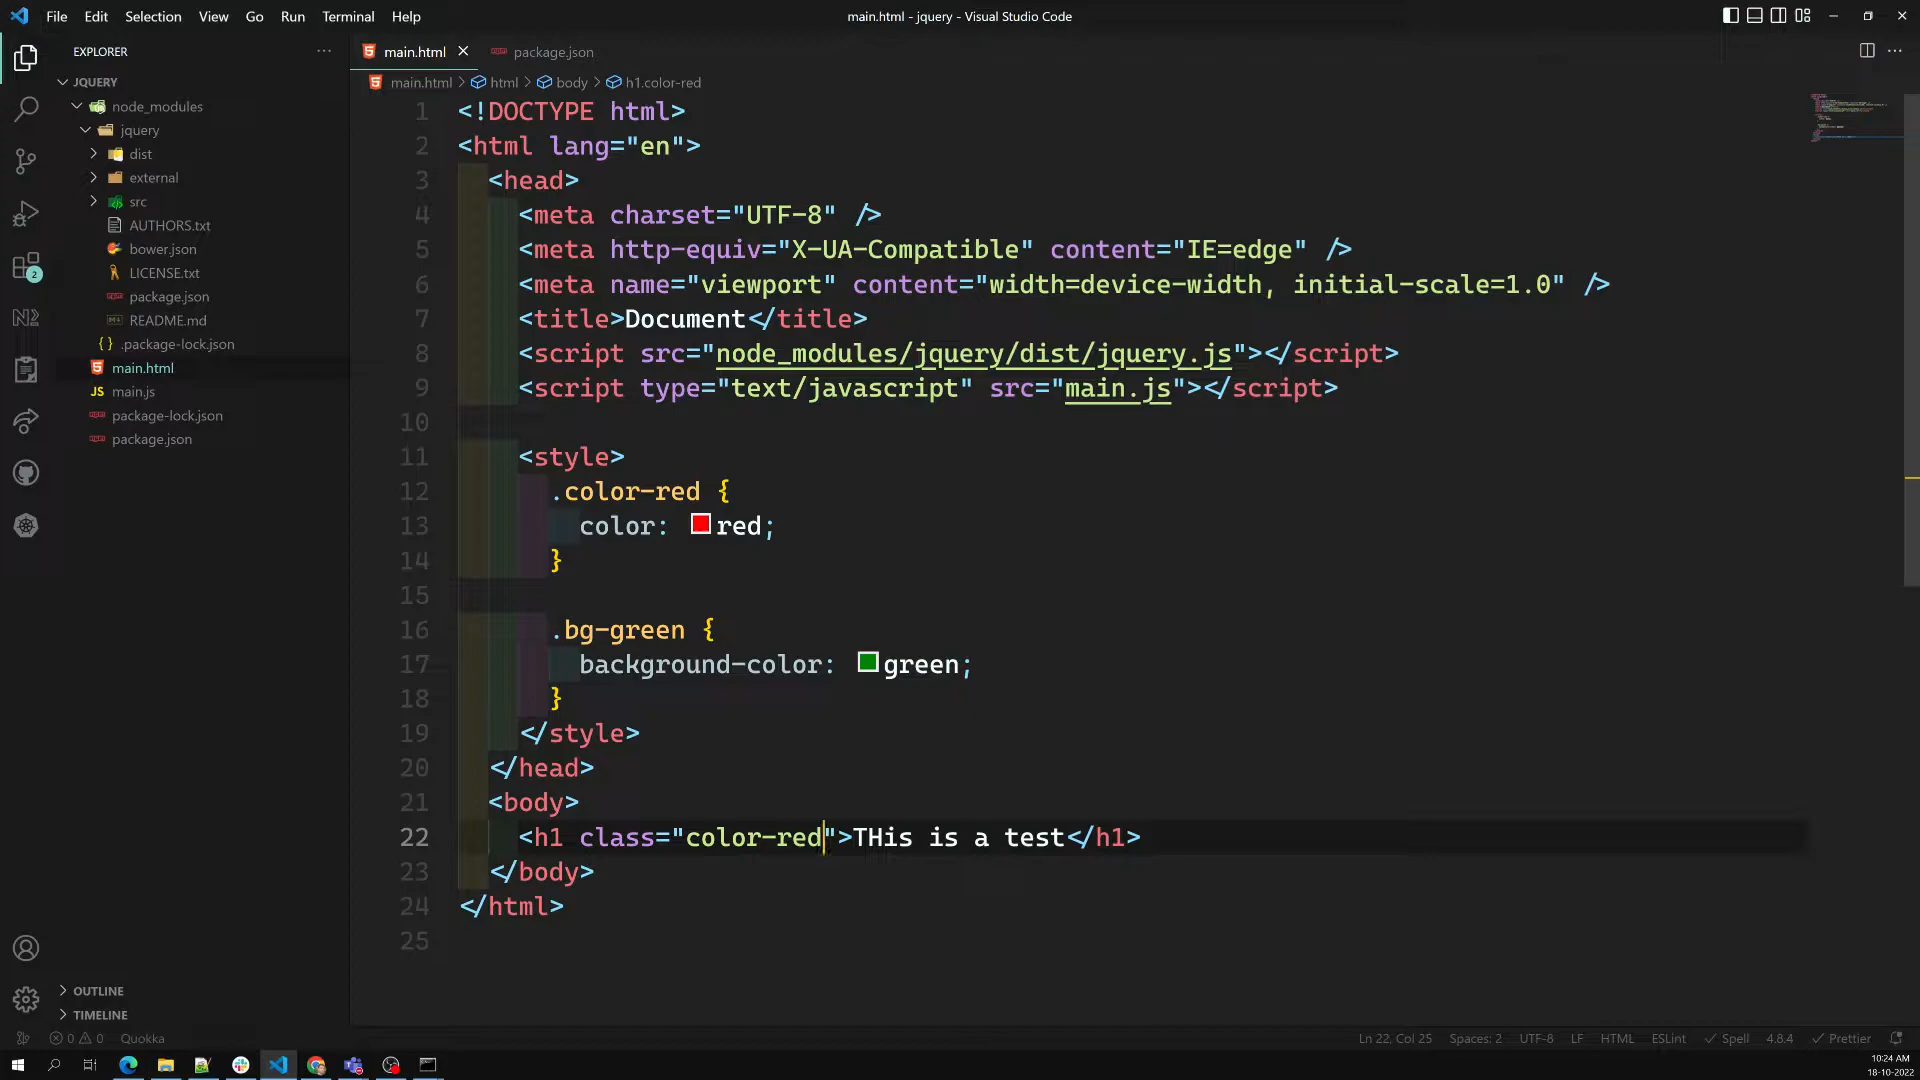 File Edit Selection View Go Run Terminal Help
main.html - jquery - Visual Studio Code
EXPLORER
JQUERY
node_modules
jquery
dist
external
src
AUTHORS.txt
bower.json
LICENSE.txt
package.json
README.md
.package-lock.json
main.html
main.js
package-lock.json
package.json
OUTLINE
TIMELINE
2
main.html package.json
main.html > html > body > h1.color-red
1 <!DOCTYPE html>
2 <html lang="en">
3 <head>
4 <meta charset="UTF-8" />
5 <meta http-equiv="X-UA-Compatible" content="IE=edge" />
6 <meta name="viewport" content="width=device-width, initial-scale=1.0" />
7 <title>Document</title>
8 <script src="node_modules/jquery/dist/jquery.js"></script>
9 <script type="text/javascript" src="main.js"></script>
10
11 <style>
12 .color-red {
13 color: red;
14 }
15
16 .bg-green {
17 background-color: green;
18 }
19 </style>
20 </head>
21 <body>
22 <h1 class="color-red">THis is a test</h1>
23 </body>
24 </html>
25
0 0 Quokka
Ln 22, Col 25 Spaces: 2 UTF-8 LF HTML ESLint Spell 4.8.4 Prettier
10:24 AM
18-10-2022